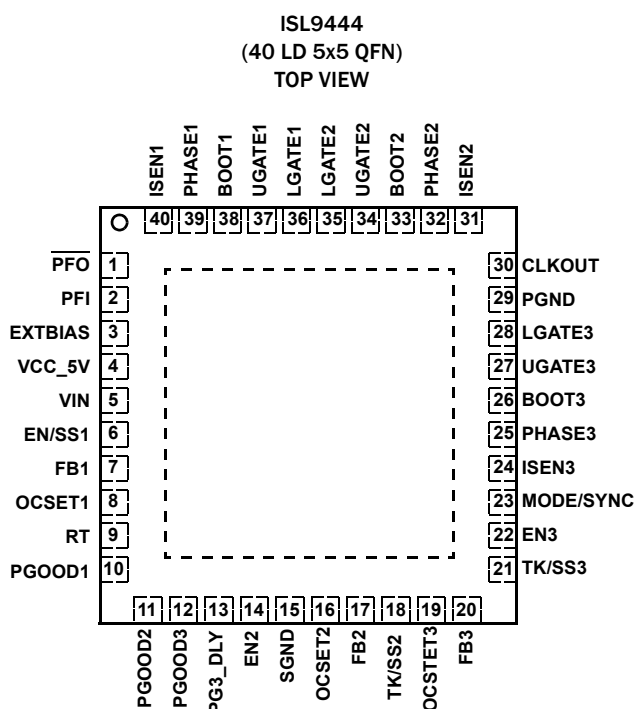 ISL9444
(40 LD 5x5 QFN)
TOP VIEW
ISEN1
PHASE1
BOOT1
UGATE1
LGATE1
LGATE2
UGATE2
BOOT2
PHASE2
ISEN2
40 39 38 37 36 35 34 33 32 31
PFO 1
PFI 2
EXTBIAS 3
VCC_5V 4
VIN 5
EN/SS1 6
FB1 7
OCSET1 8
RT 9
PGOOD1 10
30 CLKOUT
29 PGND
28 LGATE3
27 UGATE3
26 BOOT3
25 PHASE3
24 ISEN3
23 MODE/SYNC
22 EN3
21 TK/SS3
11 12 13 14 15 16 17 18 19 20
PGOOD2
PGOOD3
PG3_DLY
EN2
SGND
OCSET2
FB2
TK/SS2
OCSTET3
FB3